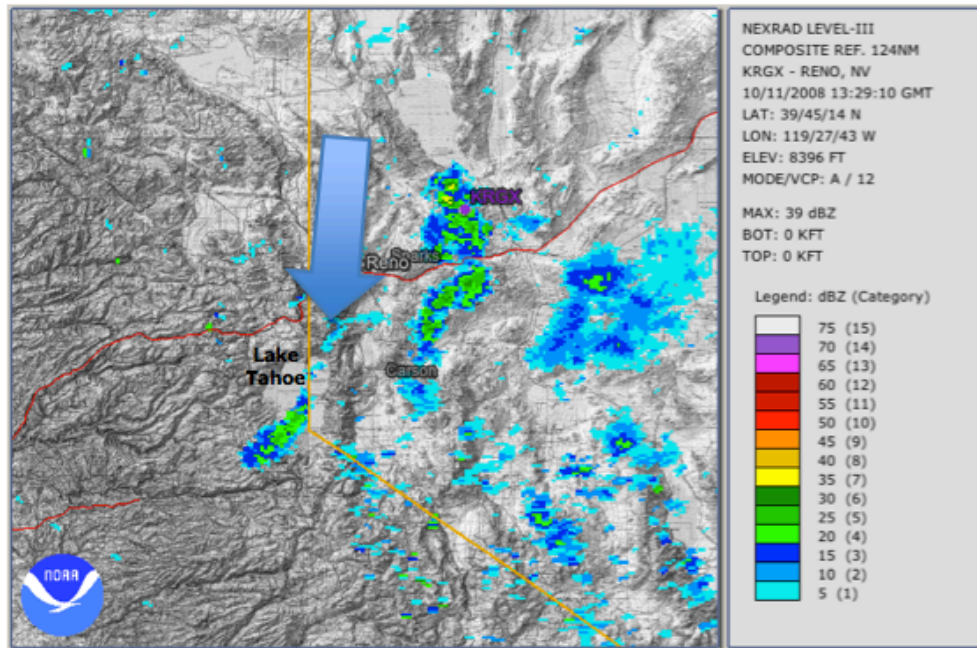 KRGX
Sparks
Reno
Lake
Tahoe
Carson
NOAA
NEXRAD LEVEL-III
COMPOSITE REF. 124NM
KRGX - RENO, NV
10/11/2008 13:29:10 GMT
LAT: 39/45/14 N
LON: 119/27/43 W
ELEV: 8396 FT
MODE/VCP: A / 12
MAX: 39 dBZ
BOT: 0 KFT
TOP: 0 KFT
Legend: dBZ (Category)
75 (15)
70 (14)
65 (13)
60 (12)
55 (11)
50 (10)
45 (9)
40 (8)
35 (7)
30 (6)
25 (5)
20 (4)
15 (3)
10 (2)
5 (1)